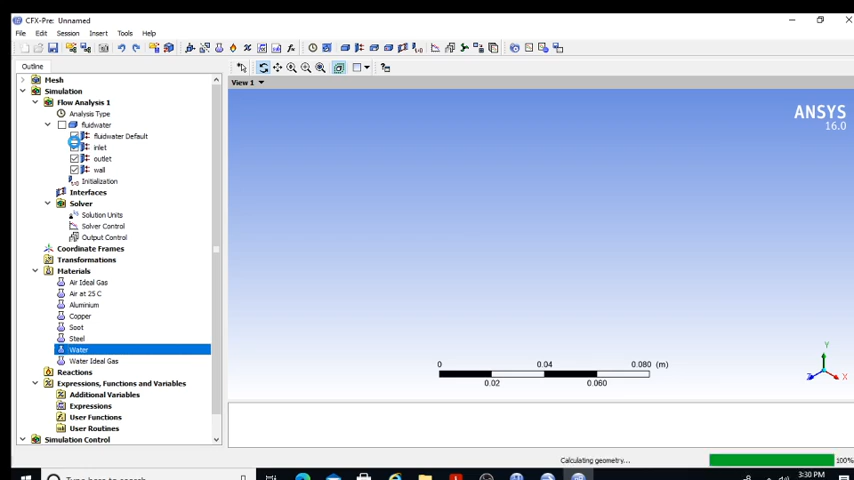 CFX-Pre: Unnamed
File Edit Session Insert Tools Help
Outline
View 1
Mesh
Simulation
Flow Analysis 1
Analysis Type
fluidwater
fluidwater Default
inlet
outlet
wall
Initialization
Interfaces
Solver
Solution Units
Solver Control
Output Control
Coordinate Frames
Transformations
Materials
Air Ideal Gas
Air at 25 C
Aluminium
Copper
Soot
Steel
Water
Water Ideal Gas
Reactions
Expressions, Functions and Variables
Additional Variables
Expressions
User Functions
User Routines
Simulation Control
ANSYS
16.0
0 0.04 0.080 (m)
0.02 0.060
Y
X
Z
Calculating geometry... 100%
Type here to search
3:30 PM